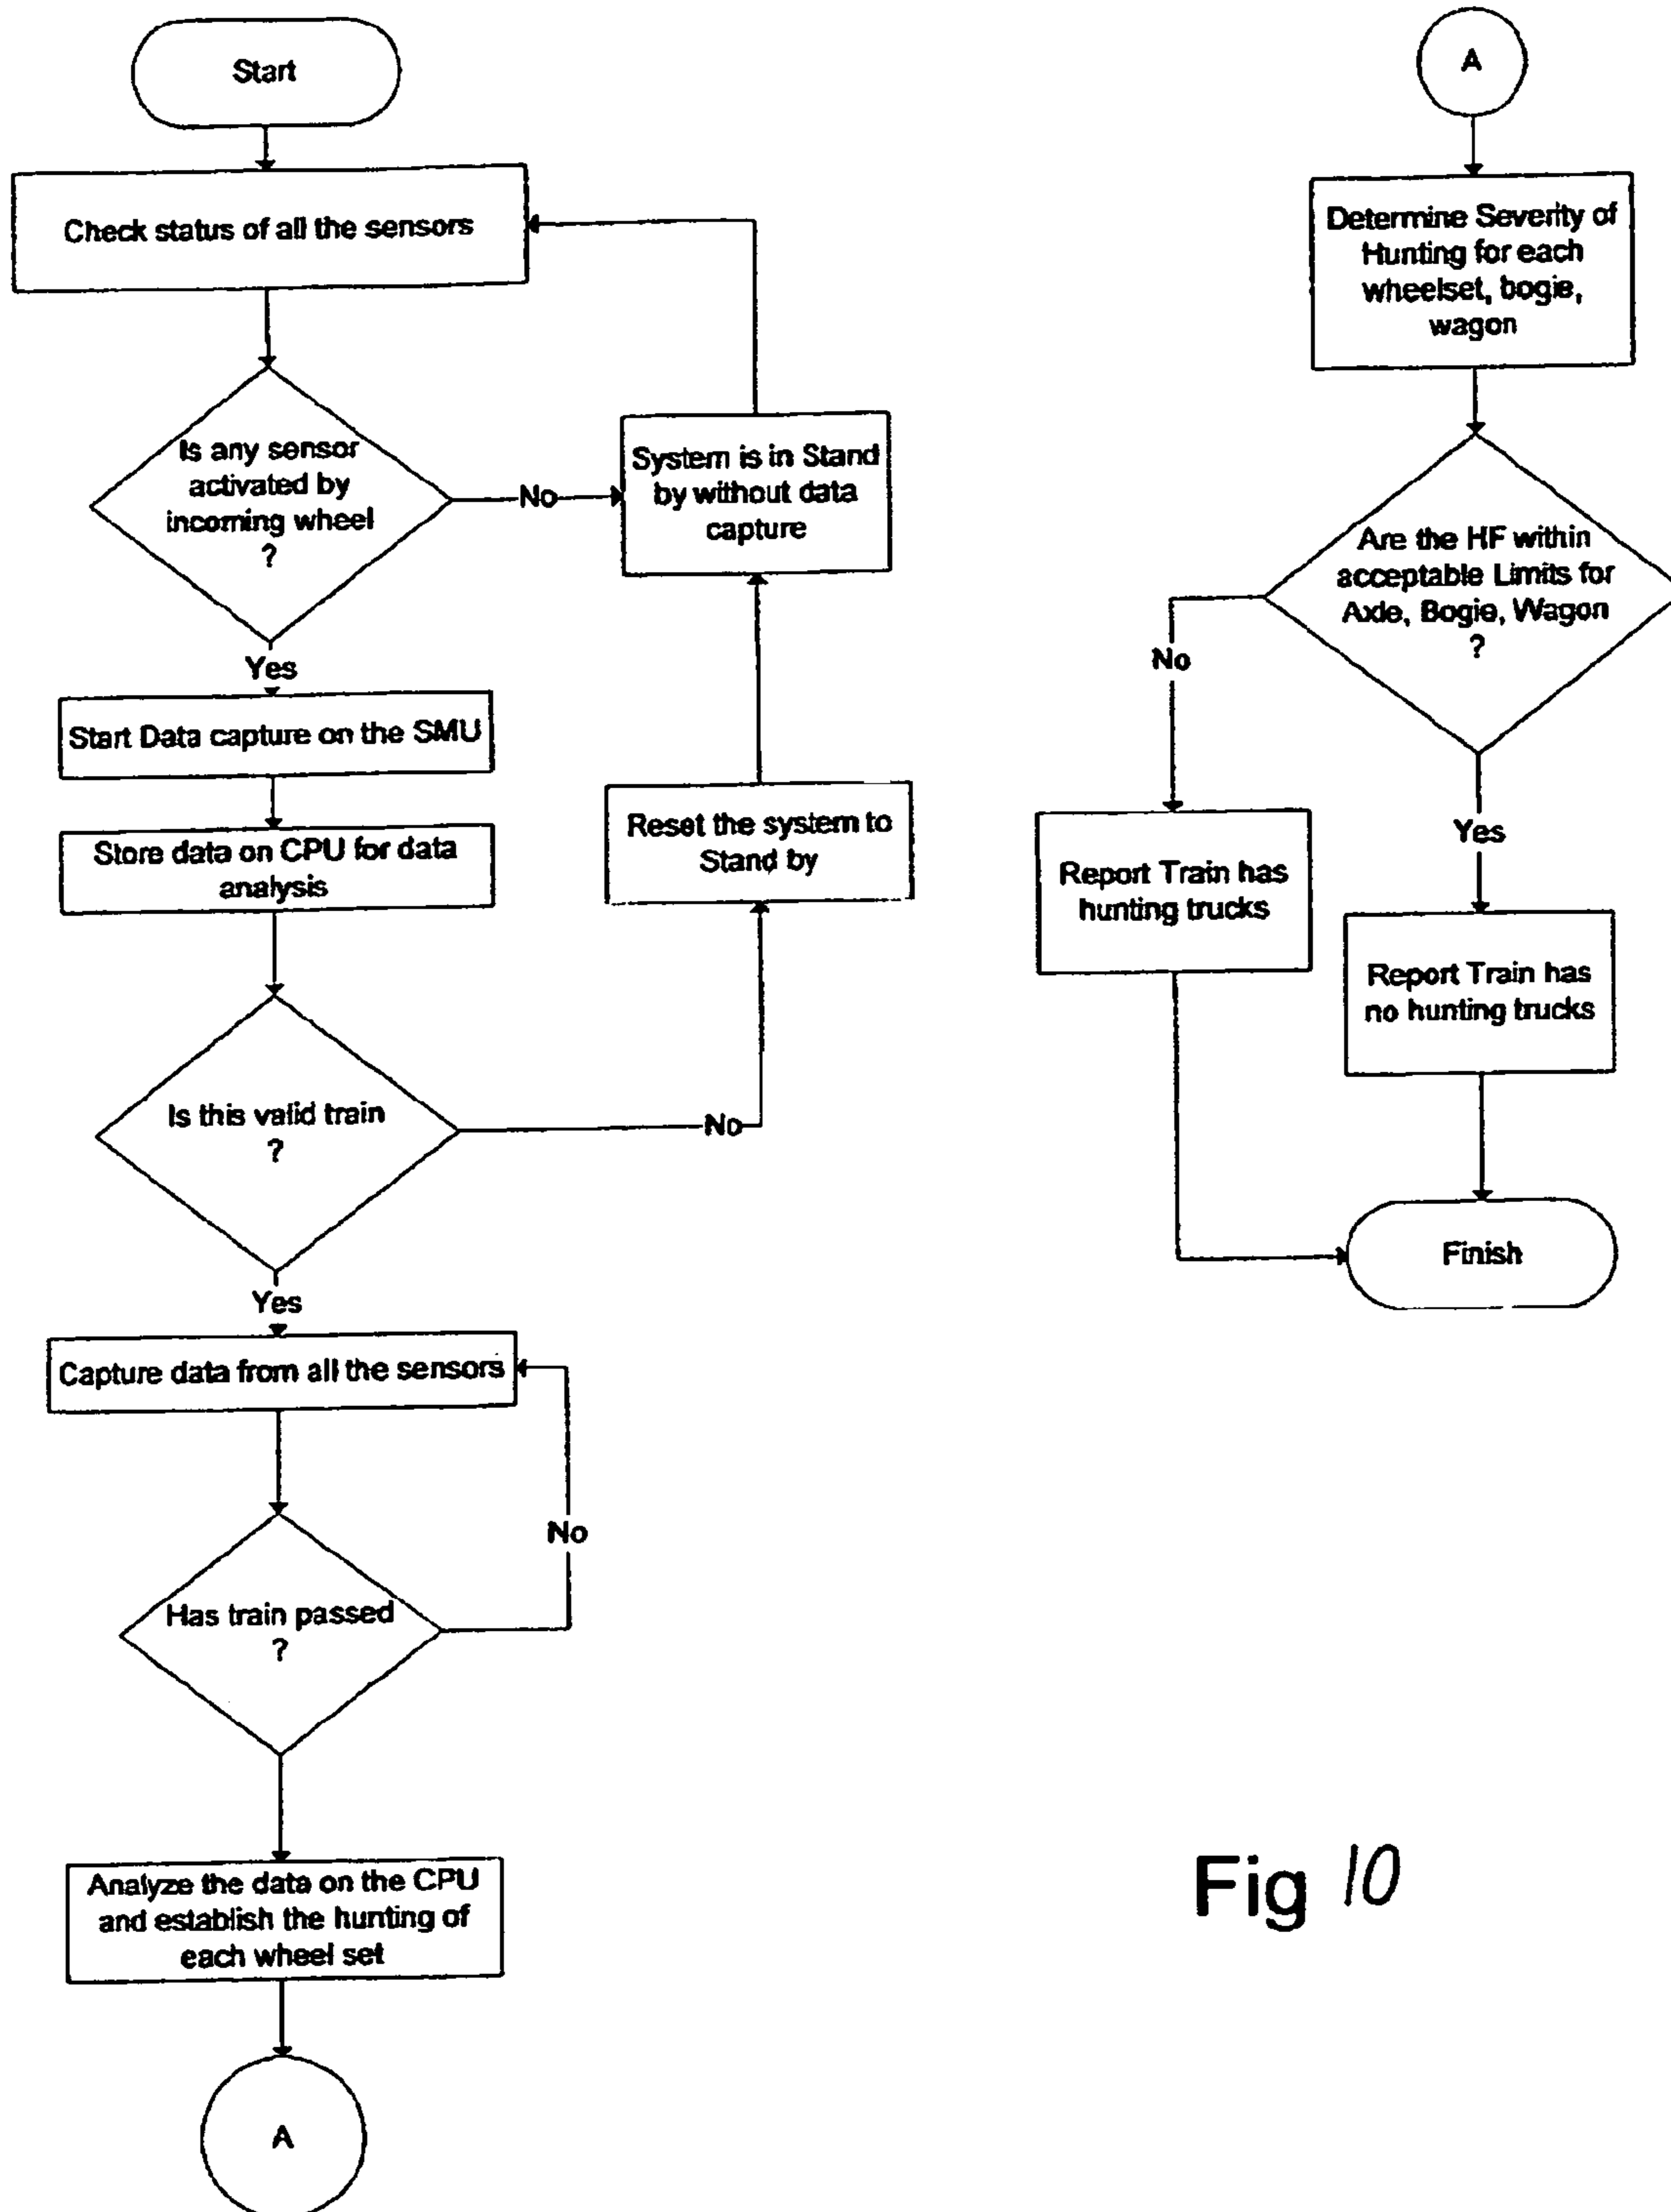 Start
Check status of all the sensors
Is any sensor
activated by
incoming wheel
?
No
System is in Stand
by without data
capture
Yes
Start Data capture on the SMU
Store data on CPU for data
analysis
Reset the system to
Stand by
Is this valid train
?
No
Yes
Capture data from all the sensors
No
Has train passed
?
Analyze the data on the CPU
and establish the hunting of
each wheel set
A
A
Determine Severity of
Hunting for each
wheelset, bogie,
wagon
Are the HF within
acceptable Limits for
Axle, Bogie, Wagon
?
No
Yes
Report Train has
hunting trucks
Report Train has
no hunting trucks
Finish
Fig 10